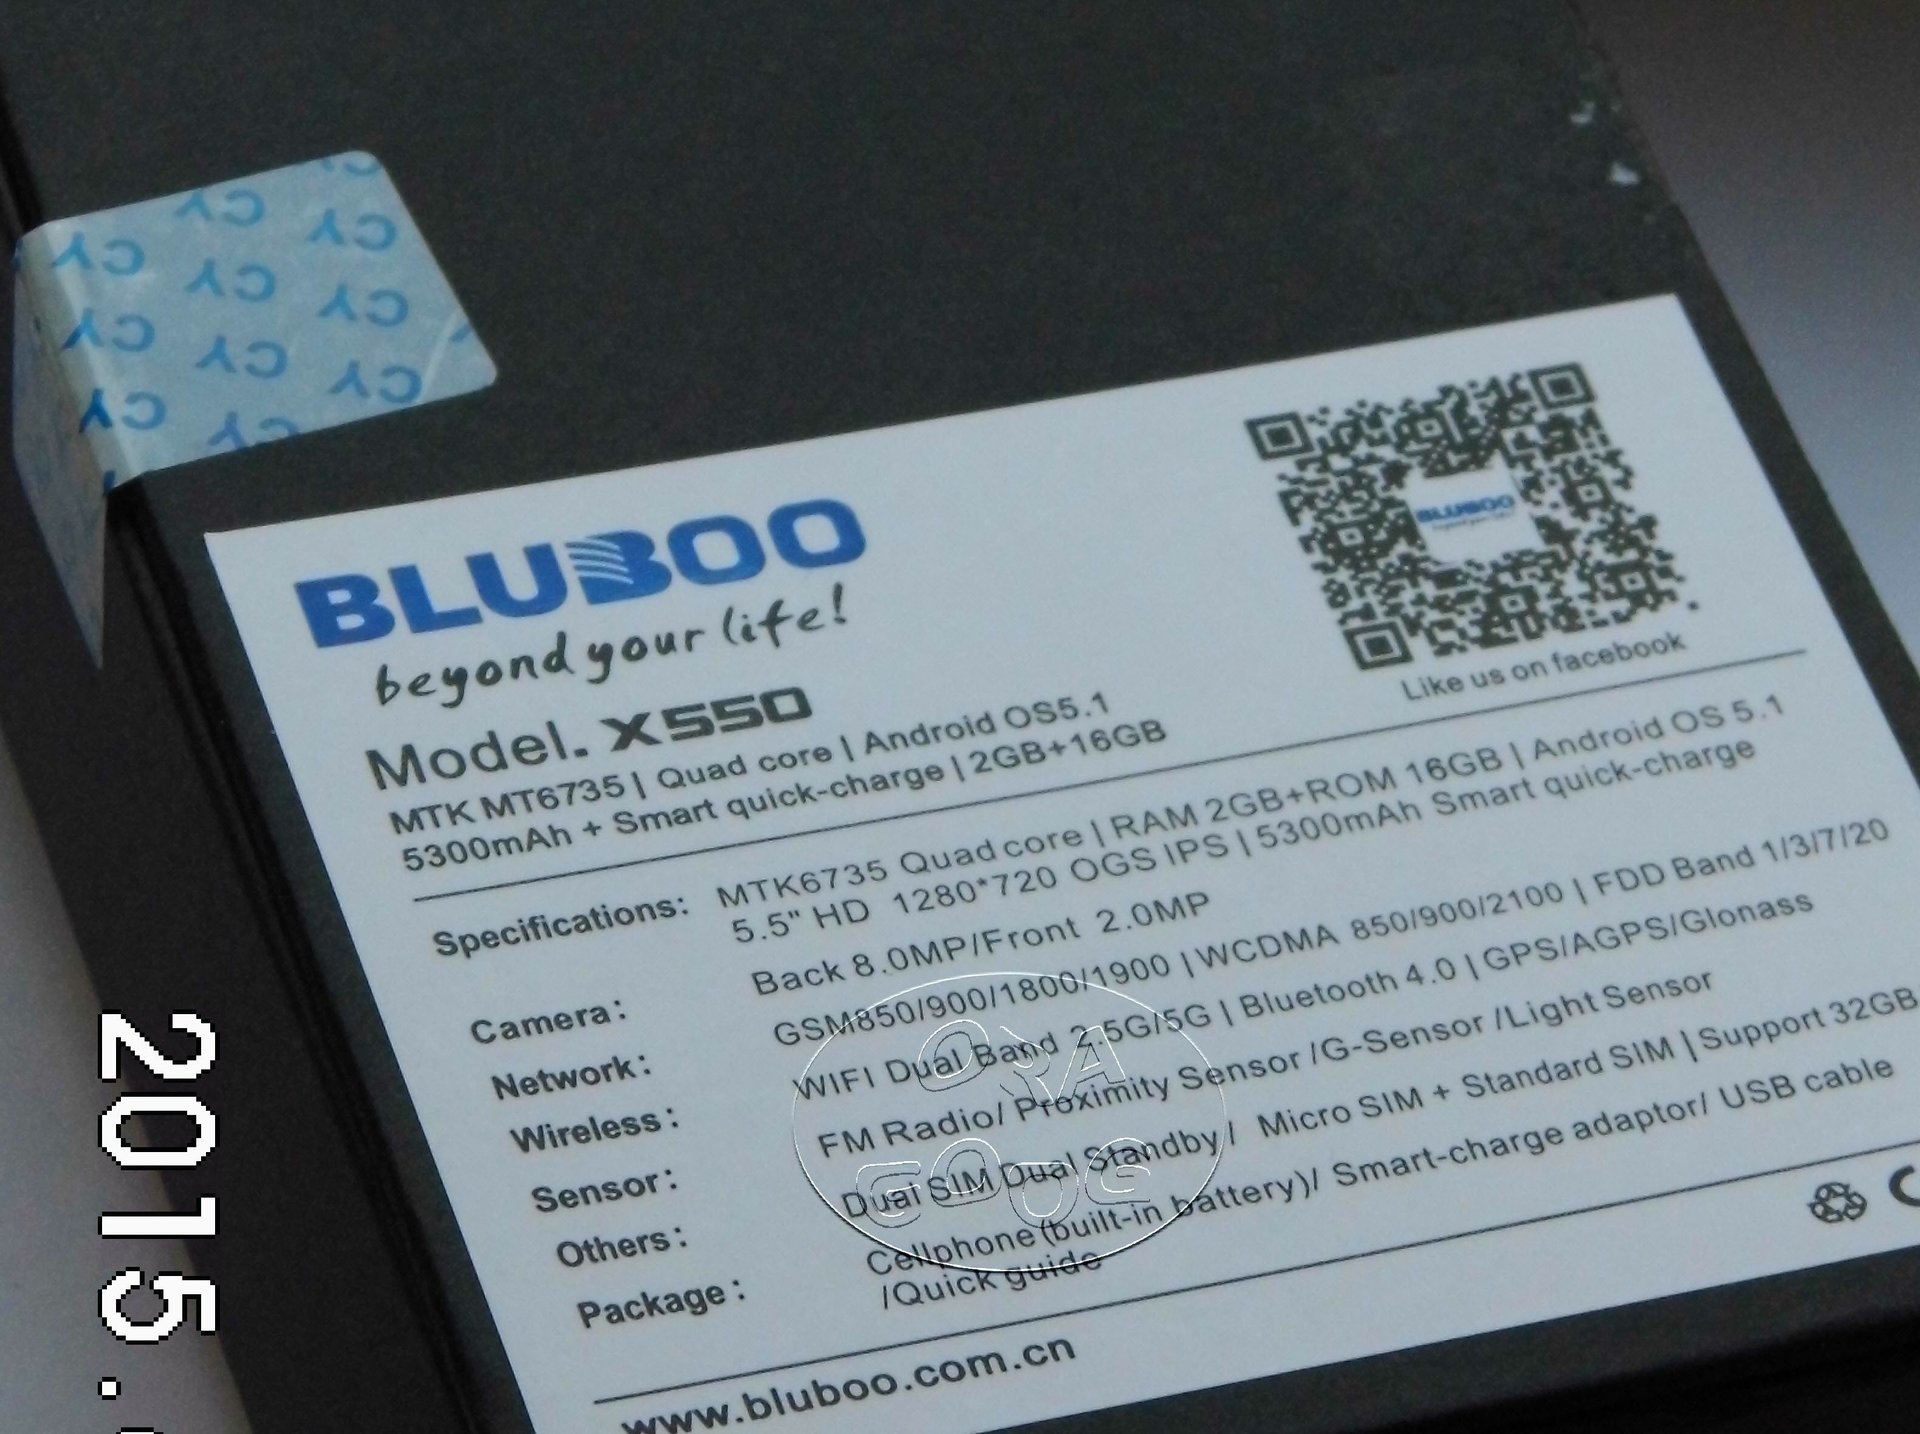 CY CY CY CY CY CY CY CY CY CY
BLUBOO
beyond your life!
Model. X550
MTK MT6735 | Quad core | Android OS5.1
5300mAh + Smart quick-charge | 2GB+16GB
BLUBOO
Like us on facebook
Specifications: MTK6735 Quad core | RAM 2GB+ROM 16GB | Android OS 5.1
5.5" HD 1280*720 OGS IPS | 5300mAh Smart quick-charge
Camera: Back 8.0MP/Front 2.0MP
Network: GSM850/900/1800/1900 | WCDMA 850/900/2100 | FDD Band 1/3/7/20
Wireless: WIFI Dual Band 2.5G/5G | Bluetooth 4.0 | GPS/AGPS/Glonass
Sensor: FM Radio/ Proximity Sensor /G-Sensor /Light Sensor
Others: Dual SIM Dual Standby / Micro SIM + Standard SIM | Support 32GB
Package: Cellphone (built-in battery)/ Smart-charge adaptor/ USB cable
/Quick guide
www.bluboo.com.cn
2015.